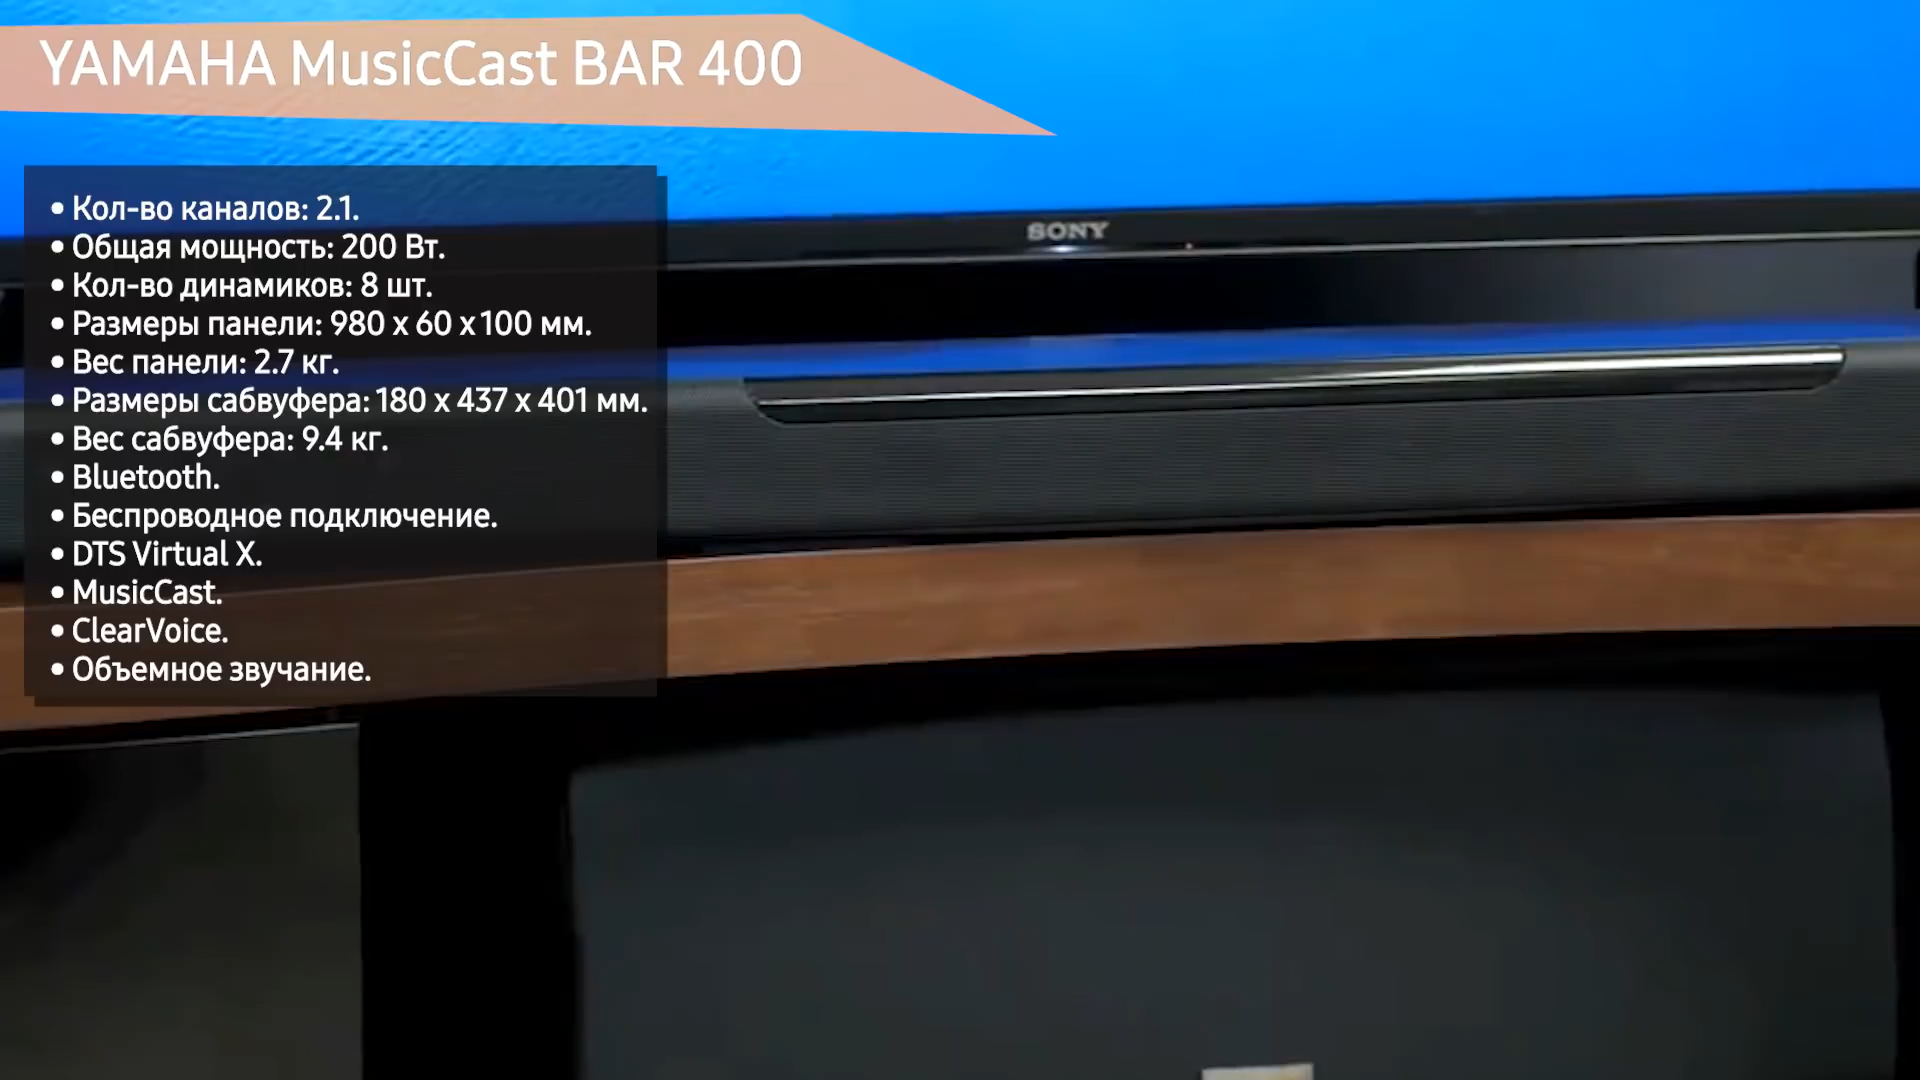 YAMAHA MusicCast BAR 400
• Кол-во каналов: 2.1.
• Общая мощность: 200 Вт.
• Кол-во динамиков: 8 шт.
• Размеры панели: 980 x 60 x 100 мм.
• Вес панели: 2.7 кг.
• Размеры сабвуфера: 180 x 437 x 401 мм.
• Вес сабвуфера: 9.4 кг.
• Bluetooth.
• Беспроводное подключение.
• DTS Virtual X.
• MusicCast.
• ClearVoice.
• Объемное звучание.
SONY